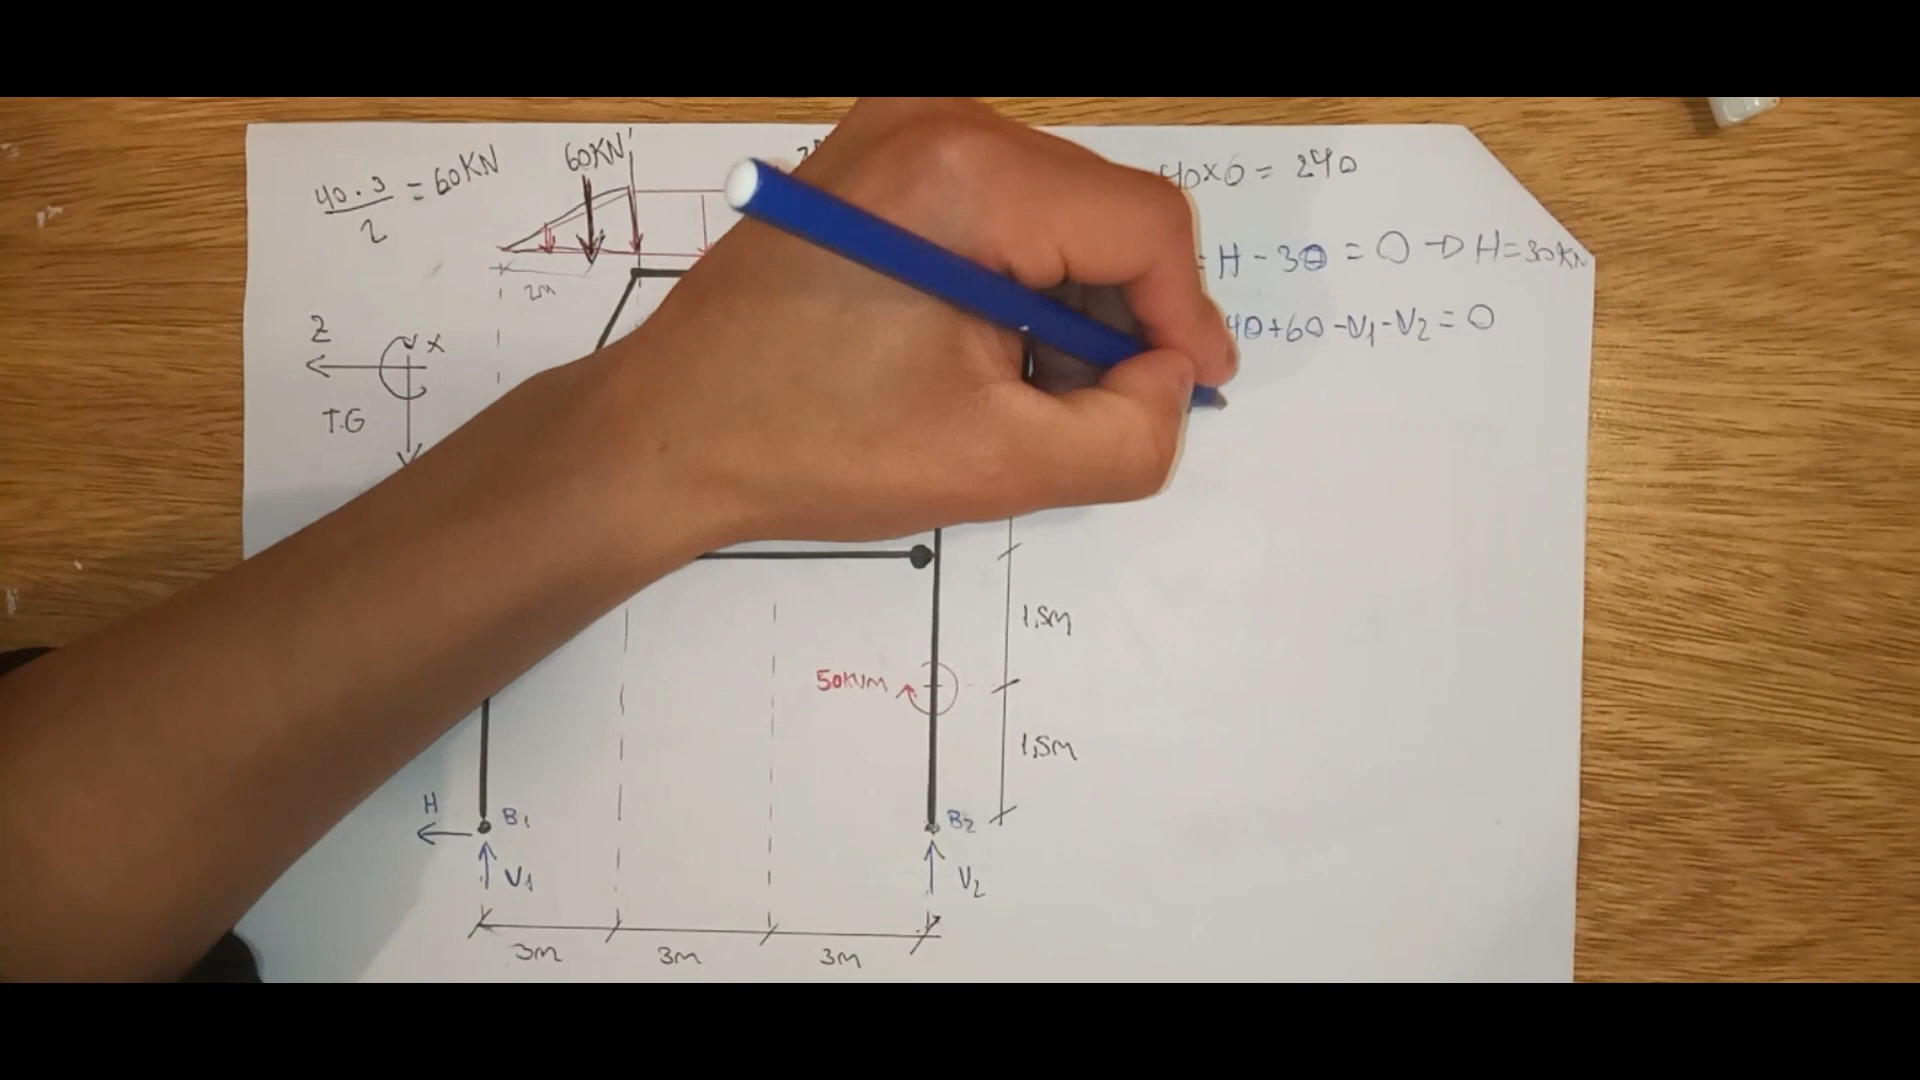 40·3/2 = 60KN
60KN
40×6 = 240
H - 30 = 0 → H = 30KN
40+60-V1-V2 = 0
2m
Z
X
T.G
1,5m
50KNm
1,5m
H
B1
B2
V1
V2
3m
3m
3m